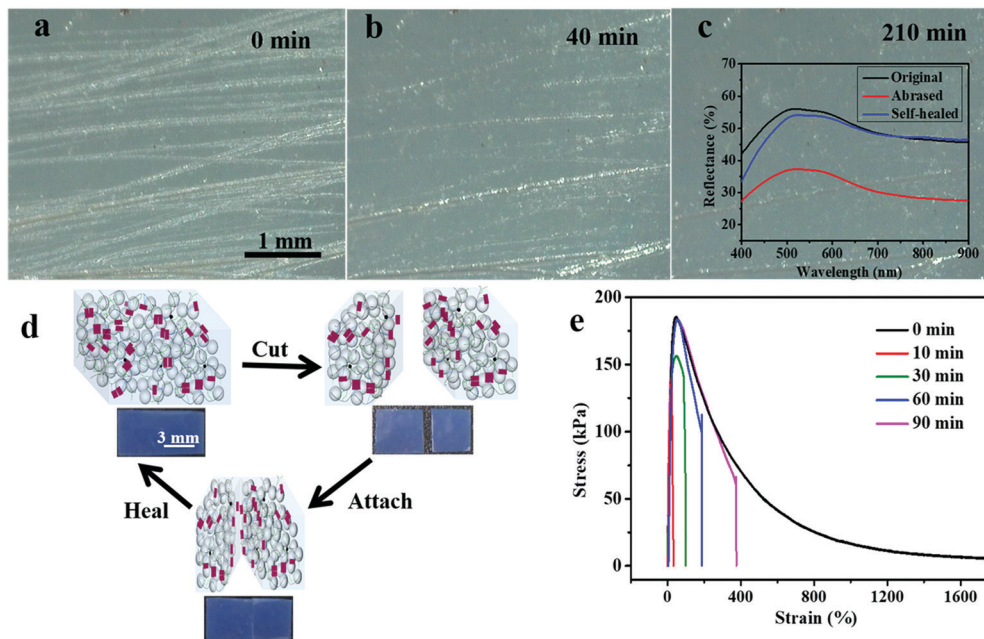 a
0 min
1 mm
b
40 min
c
210 min
70
60
50
40
30
20
Reflectance (%)
Original
Abrased
Self-healed
400 500 600 700 800 900
Wavelength (nm)
d
Cut
3 mm
Attach
Heal
e
200
150
100
50
0
Stress (kPa)
0 min
10 min
30 min
60 min
90 min
0 400 800 1200 1600
Strain (%)